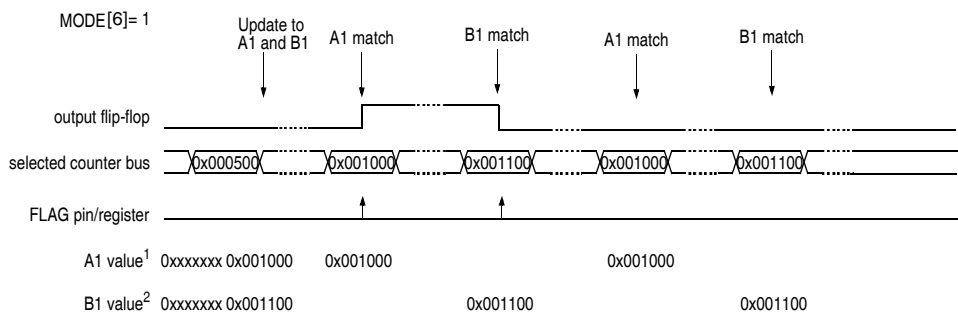 MODE[6]= 1
Update to
A1 and B1
A1 match
B1 match
A1 match
B1 match
output flip-flop
selected counter bus 0x000500 0x001000 0x001100 0x001000 0x001100
FLAG pin/register
A1 value1 0xxxxxxx 0x001000 0x001000 0x001000
B1 value2 0xxxxxxx 0x001100 0x001100 0x001100